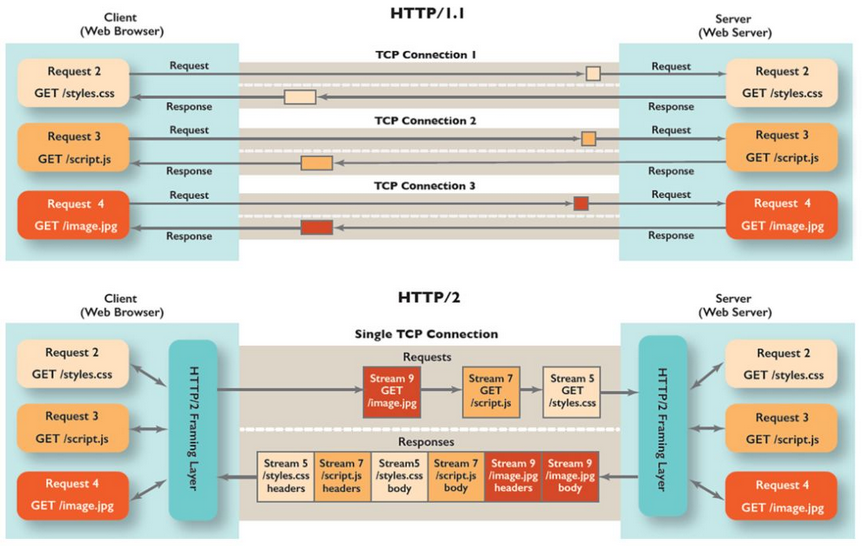 HTTP/1.1
Client
(Web Browser)
Server
(Web Server)
TCP Connection 1
Request 2
GET /styles.css
Request
Request
Response
Response
Request 2
GET /styles.css
TCP Connection 2
Request 3
GET /script.js
Request
Request
Response
Response
Request 3
GET /script.js
TCP Connection 3
Request 4
GET /image.jpg
Request
Request
Response
Response
Request 4
GET /image.jpg
HTTP/2
Client
(Web Browser)
Server
(Web Server)
Single TCP Connection
Request 2
GET /styles.css
Request 3
GET /script.js
Request 4
GET /image.jpg
HTTP/2 Framing Layer
Requests
Stream 9
GET
/image.jpg
Stream 7
GET
/script.js
Stream 5
GET
/styles.css
Responses
Stream 5
/styles.css
headers
Stream 7
/script.js
headers
Stream5
/styles.css
body
Stream 7
/script.js
body
Stream 9
/image.jpg
headers
Stream 9
/image.jpg
body
HTTP/2 Framing Layer
Request 2
GET /styles.css
Request 3
GET /script.js
Request 4
GET /image.jpg